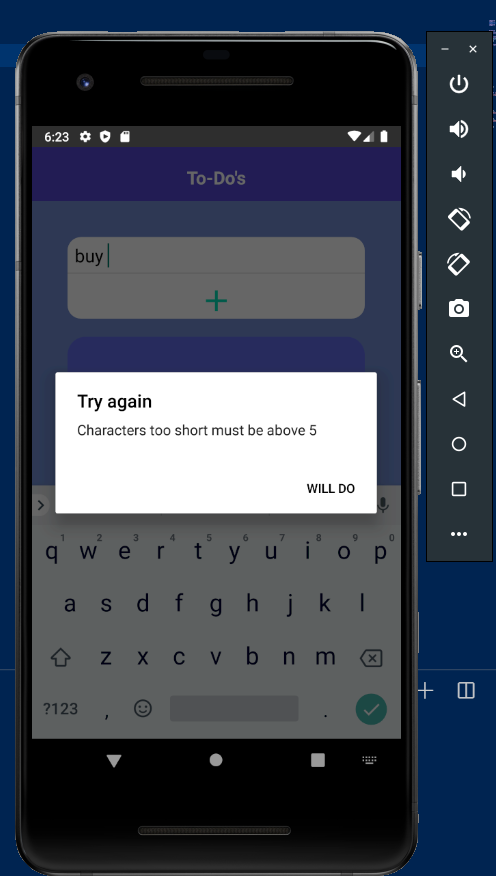 6:23
To-Do's
buy
Try again
Characters too short must be above 5
WILL DO
1 2 3 4 5 6 7 8 9 0
q w e r t y u i o p
a s d f g h j k l
z x c v b n m
?123 , .